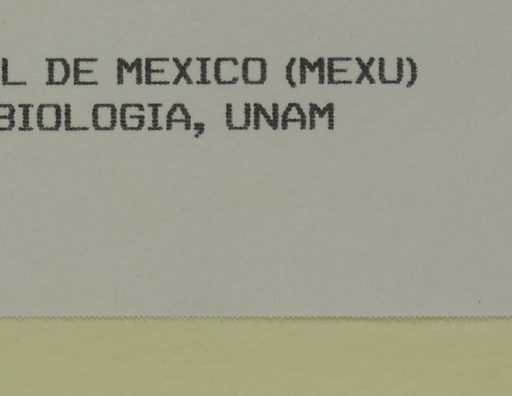 L DE MEXICO (MEXU)
BIOLOGIA, UNAM